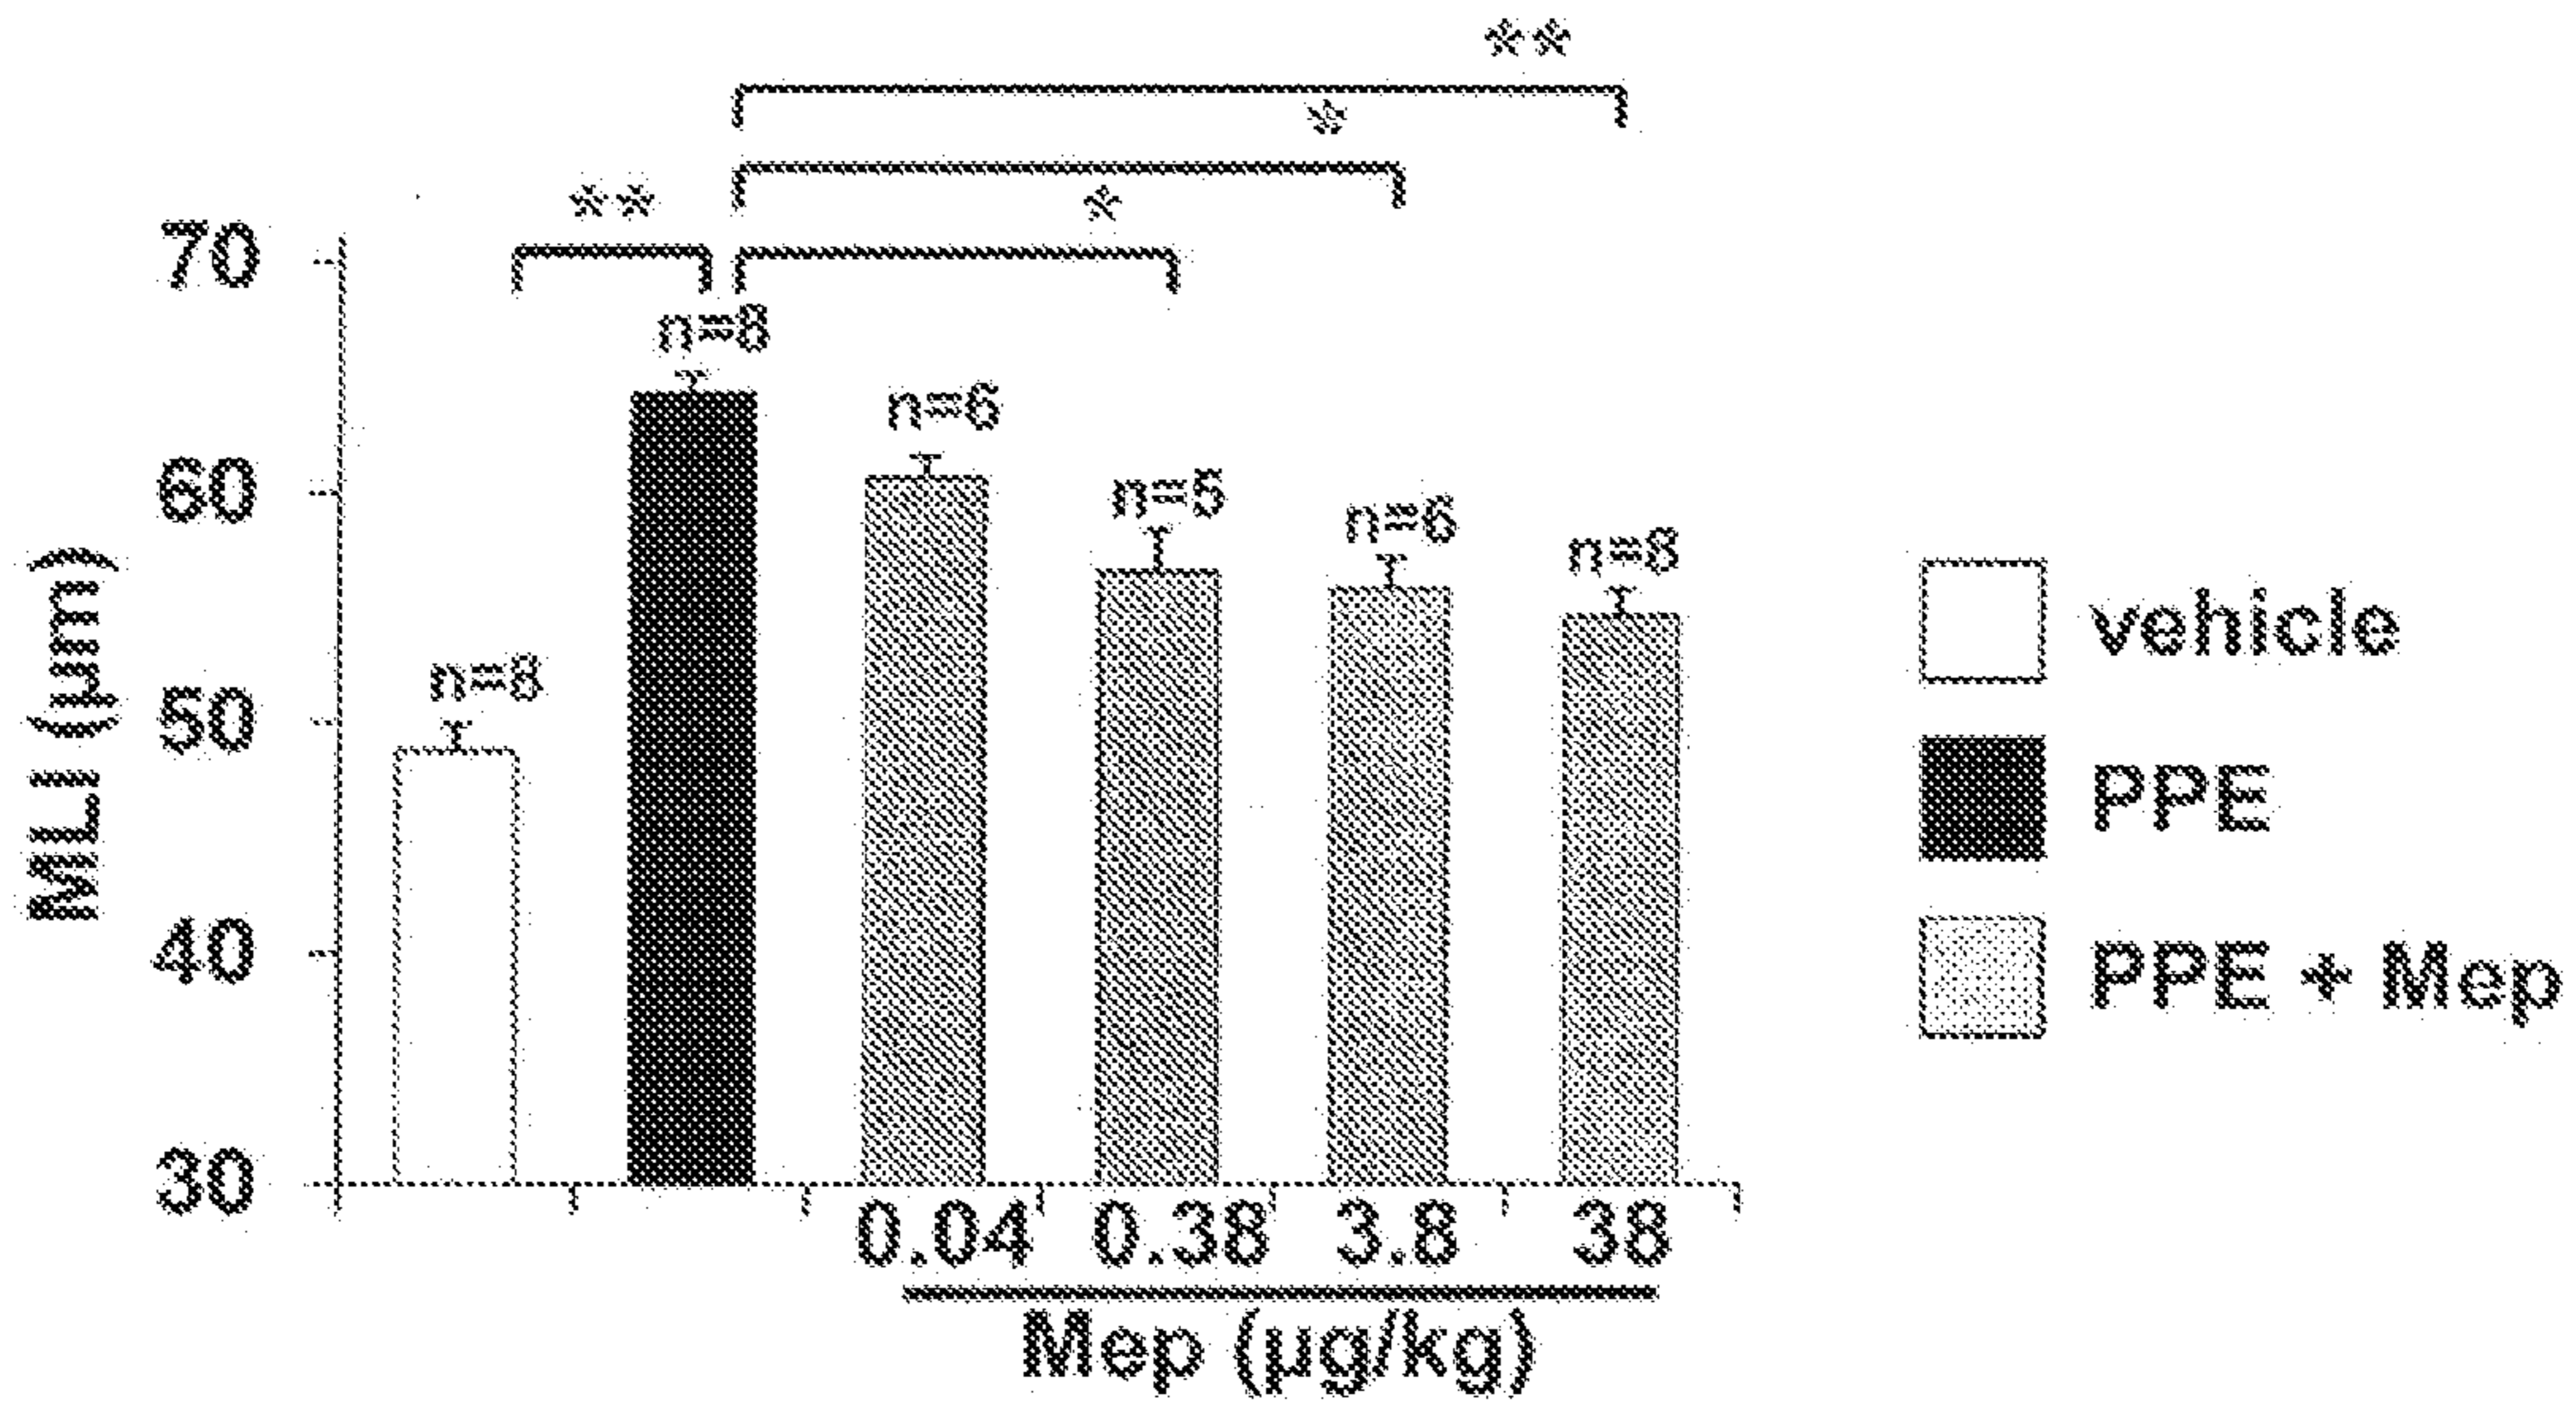 **
*
** *
70
n=8
n=6
60
n=5
n=6
n=8
n=8
50
40
30
MLI (μm)
0.04 0.38 3.8 38
Mep (μg/kg)
vehicle
PPE
PPE + Mep